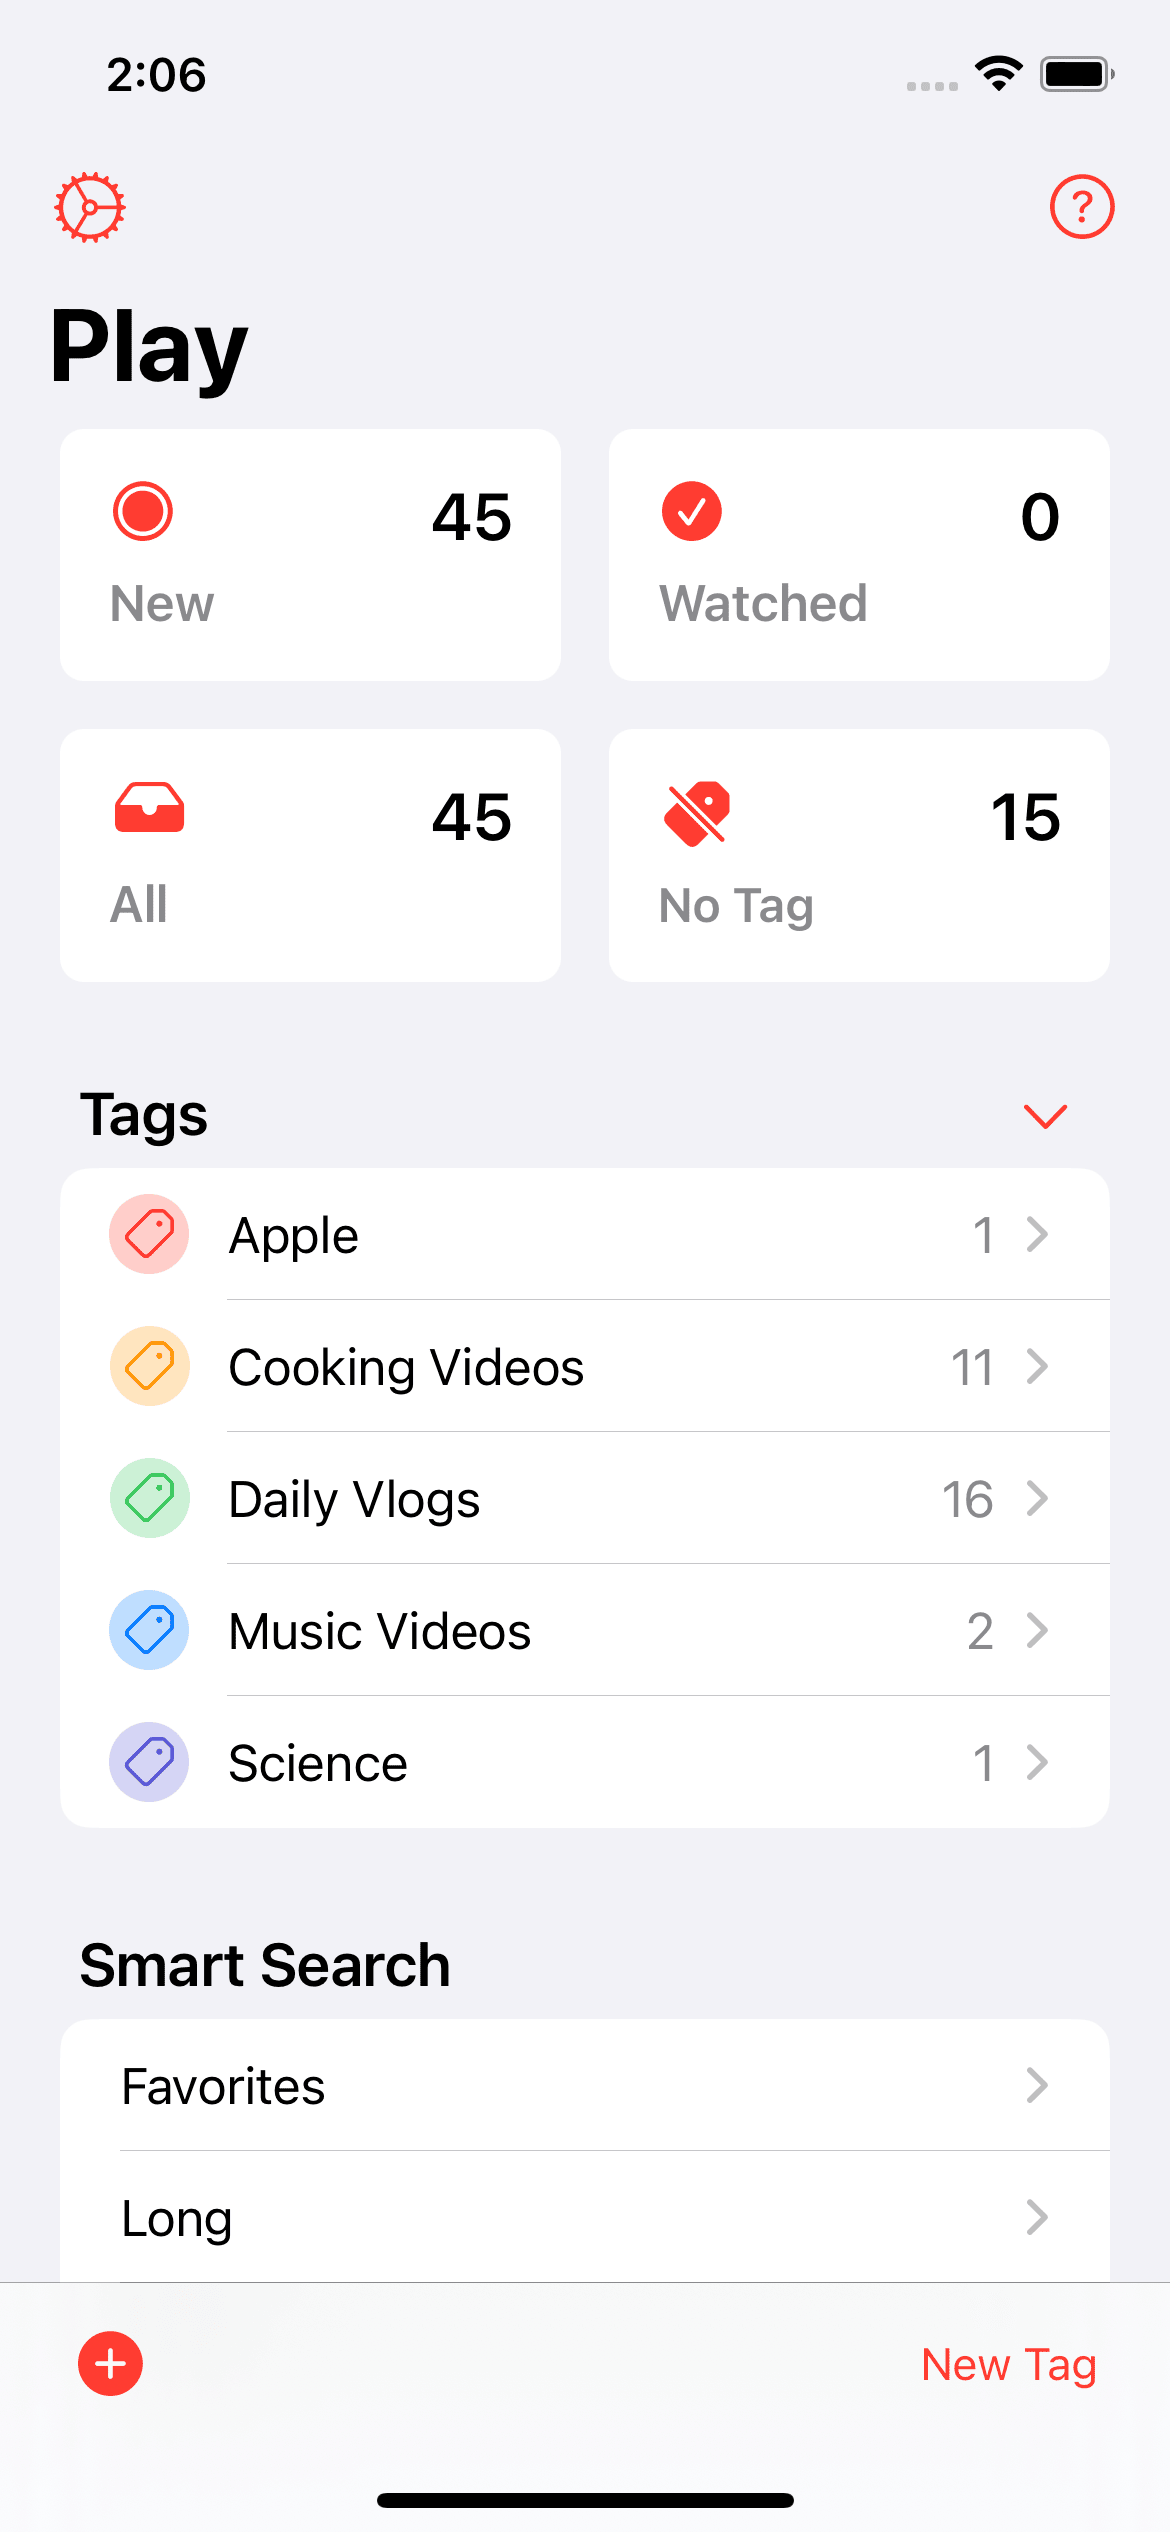 2:06
?
Play
45
New
0
Watched
45
All
15
No Tag
Tags
Apple 1
Cooking Videos 11
Daily Vlogs 16
Music Videos 2
Science 1
Smart Search
Favorites
Long
New Tag